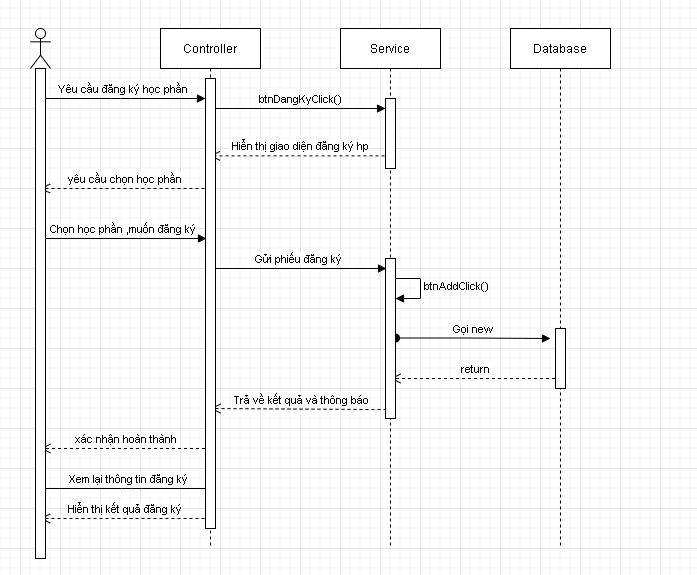 Controller
Service
Database
Yêu cầu đăng ký học phần
btnDangKyClick()
Hiển thị giao diện đăng ký hp
yêu cầu chọn học phần
Chọn học phần ,muốn đăng ký
Gửi phiếu đăng ký
btnAddClick()
Gọi new
return
Trả về kết quả và thông báo
xác nhận hoàn thành
Xem lại thông tin đăng ký
Hiển thị kết quả đăng ký